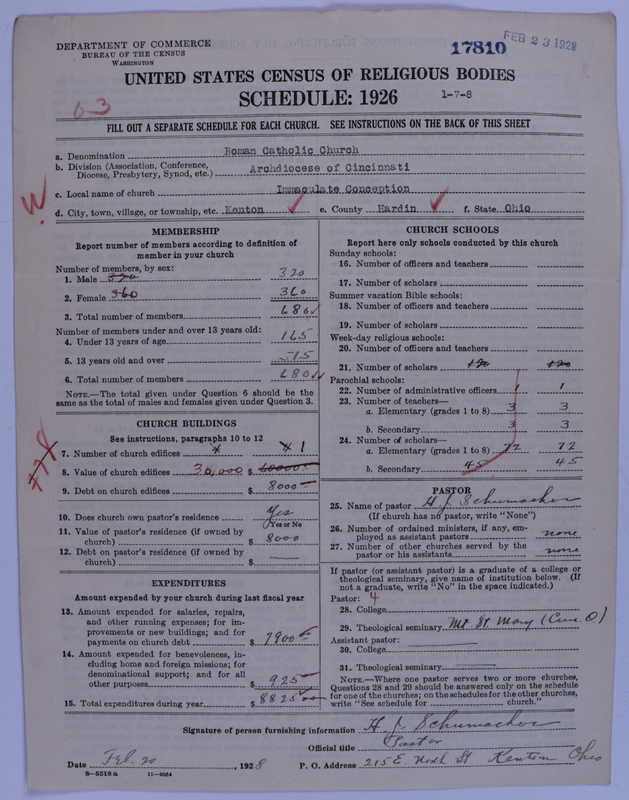 DEPARTMENT OF COMMERCE
BUREAU OF THE CENSUS
WASHINGTON
17810
FEB 23 1928
UNITED STATES CENSUS OF RELIGIOUS BODIES
SCHEDULE: 1926
1-7-8
FILL OUT A SEPARATE SCHEDULE FOR EACH CHURCH. SEE INSTRUCTIONS ON THE BACK OF THIS SHEET
a. Denomination Roman Catholic Church
b. Division (Association, Conference, Diocese, Presbytery, Synod, etc.) Archdiocese of Cincinnati
c. Local name of church Immaculate Conception
d. City, town, village, or township, etc. Kenton e. County Hardin f. State Ohio
MEMBERSHIP
Report number of members according to definition of
member in your church
Number of members, by sex:
1. Male 320 320
2. Female 360 360
3. Total number of members 680
Number of members under and over 13 years old:
4. Under 13 years of age 165
5. 13 years old and over 515
6. Total number of members 680
NOTE.—The total given under Question 6 should be
same as the total of males and females given under Question 3.
CHURCH BUILDINGS
See instructions, paragraphs 10 to 12
7. Number of church edifices 1
8. Value of church edifices 30,000 $ 60000
9. Debt on church edifices $ 8000
10. Does church own pastor's residence Yes
Yes or No
11. Value of pastor's residence (if owned by
church) $ 8000
12. Debt on pastor's residence (if owned by
church) $
EXPENDITURES
Amount expended by your church during last fiscal year
13. Amount expended for salaries, repairs,
and other running expenses; for im-
provements or new buildings; and for
payments on church debt $ 7900
14. Amount expended for benevolences, in-
cluding home and foreign missions; for
denominational support; and for all
other purposes $ 925
15. Total expenditures during year $ 8825
CHURCH SCHOOLS
Report here only schools conducted by this church
Sunday schools:
16. Number of officers and teachers
17. Number of scholars
Summer vacation Bible schools:
18. Number of officers and teachers
19. Number of scholars
Week-day religious schools:
20. Number of officers and teachers
21. Number of scholars 120 120
Parochial schools:
22. Number of administrative officers 1 1
23. Number of teachers—
a. Elementary (grades 1 to 8) 3 3
b. Secondary 3 3
24. Number of scholars—
a. Elementary (grades 1 to 8) 72 72
b. Secondary 45 45
PASTOR
25. Name of pastor H J Schumacher
(If church has no pastor, write "None")
26. Number of ordained ministers, if any, em-
ployed as assistant pastors none
27. Number of other churches served by the
pastor or his assistants none
If pastor (or assistant pastor) is a graduate of a college or
theological seminary, give name of institution below. (If
not a graduate, write "No" in the space indicated.)
Pastor: 4
28. College
29. Theological seminary Mt St Mary (Cinc. O)
Assistant pastor:
30. College
31. Theological seminary
NOTE.—Where one pastor serves two or more churches,
Questions 28 and 29 should be answered only on the schedule
for one of the churches; on the schedules for the other churches,
write "See schedule for church."
Signature of person furnishing information H J Schumacher
Official title Pastor
Date Feb. 20, 1928 P. O. Address 215 E. North St Kenton Ohio
8—5518 a 11—9054